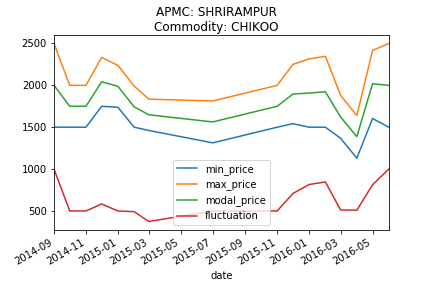 APMC: SHRIRAMPUR
Commodity: CHIKOO
2500
2000
1500
1000
500
min_price
max_price
modal_price
fluctuation
2014-09
2014-11
2015-01
2015-03
2015-05
2015-07
2015-09
2015-11
2016-01
2016-03
2016-05
date